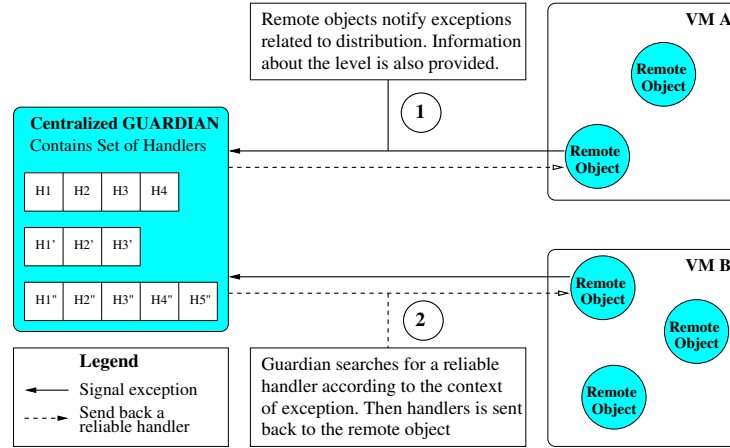 Remote objects notify exceptions
related to distribution. Information
about the level is also provided.
VM A
Remote
Object
1
Remote
Object
Centralized GUARDIAN
Contains Set of Handlers
H1 H2 H3 H4
H1' H2' H3'
H1" H2" H3" H4" H5"
VM B
Remote
Object
Remote
Object
Remote
Object
2
Legend
Signal exception
Send back a
reliable handler
Guardian searches for a reliable
handler according to the context
of exception. Then handlers is sent
back to the remote object